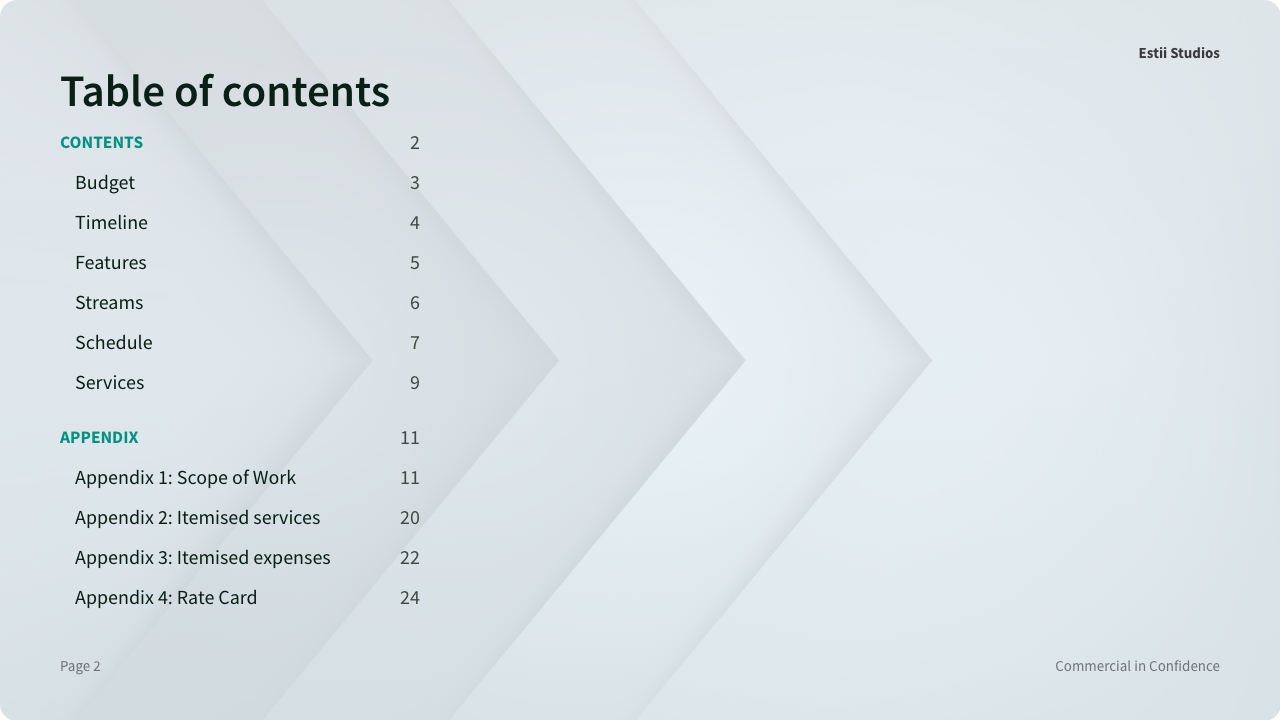 Estii Studios
Table of contents
CONTENTS 2
Budget 3
Timeline 4
Features 5
Streams 6
Schedule 7
Services 9
APPENDIX 11
Appendix 1: Scope of Work 11
Appendix 2: Itemised services 20
Appendix 3: Itemised expenses 22
Appendix 4: Rate Card 24
Page 2
Commercial in Confidence